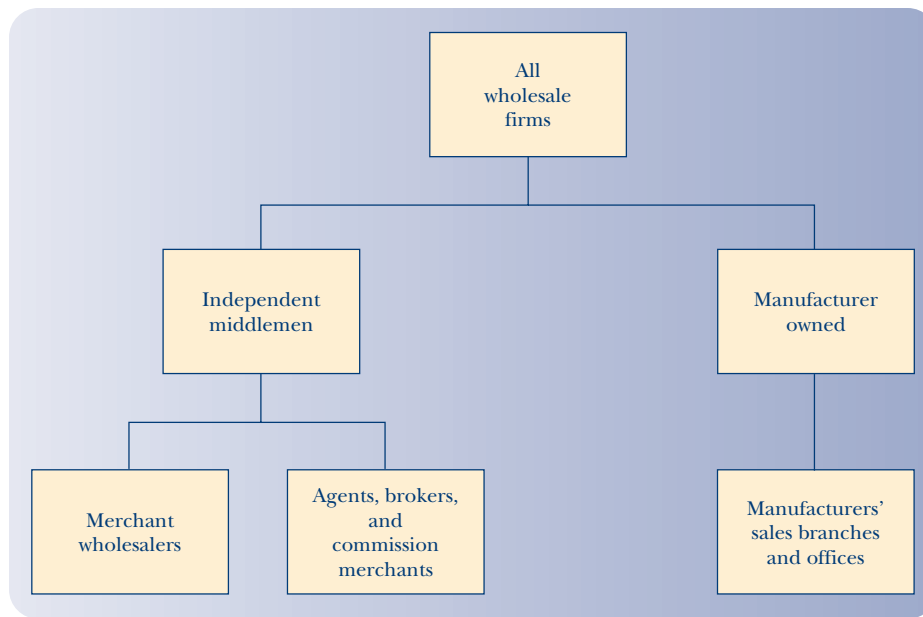 All
wholesale
firms
Independent
middlemen
Manufacturer
owned
Merchant
wholesalers
Agents, brokers,
and
commission
merchants
Manufacturers’
sales branches
and offices